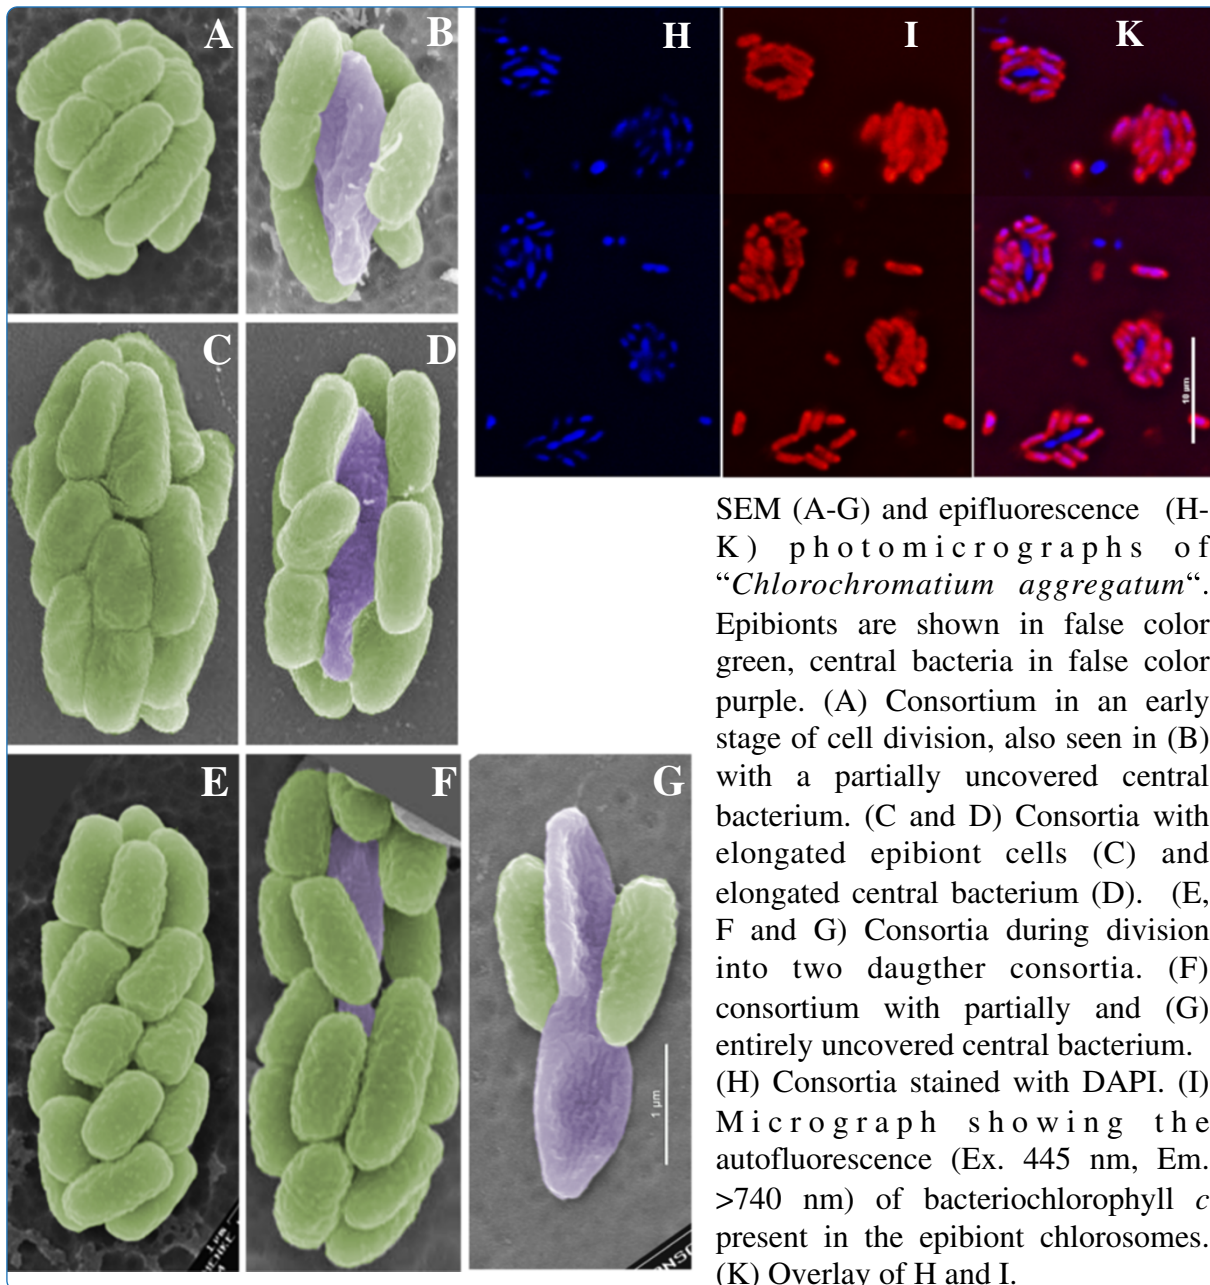 A
B
H
I
K
C
D
10 µm
SEM (A-G) and epifluorescence (H-
K) photomicrographs of
“Chlorochromatium aggregatum“.
Epibionts are shown in false color
green, central bacteria in false color
purple. (A) Consortium in an early
stage of cell division, also seen in (B)
with a partially uncovered central
bacterium. (C and D) Consortia with
elongated epibiont cells (C) and
elongated central bacterium (D). (E,
F and G) Consortia during division
into two daugther consortia. (F)
consortium with partially and (G)
entirely uncovered central bacterium.
(H) Consortia stained with DAPI. (I)
Micrograph showing the
autofluorescence (Ex. 445 nm, Em.
>740 nm) of bacteriochlorophyll c
present in the epibiont chlorosomes.
(K) Overlay of H and I.
E
F
G
1 µm